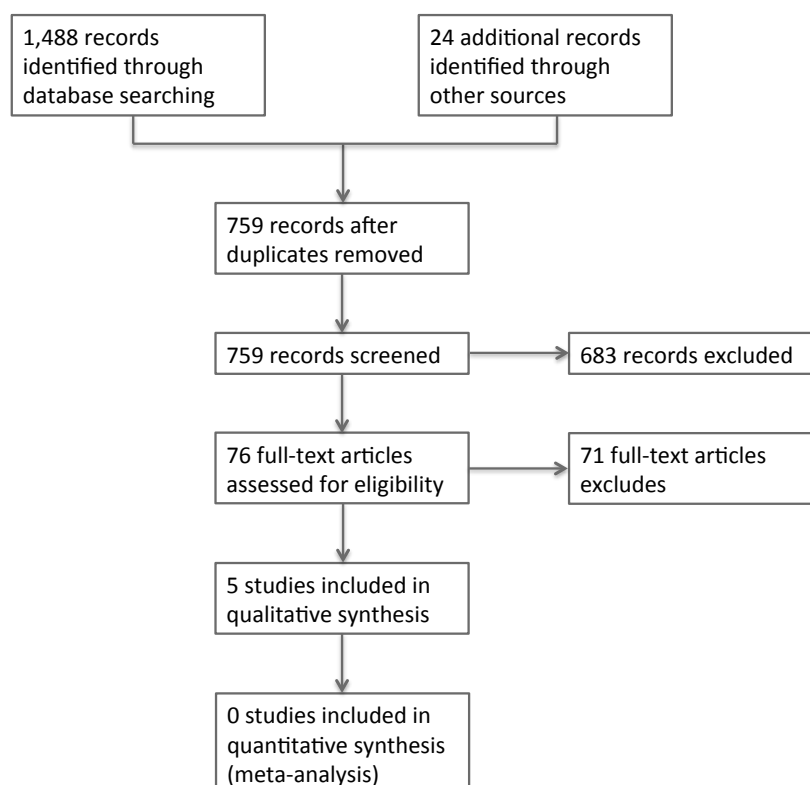 1,488 records
identified through
database searching
24 additional records
identified through
other sources
759 records after
duplicates removed
759 records screened
683 records excluded
76 full-text articles
assessed for eligibility
71 full-text articles
excludes
5 studies included in
qualitative synthesis
0 studies included in
quantitative synthesis
(meta-analysis)